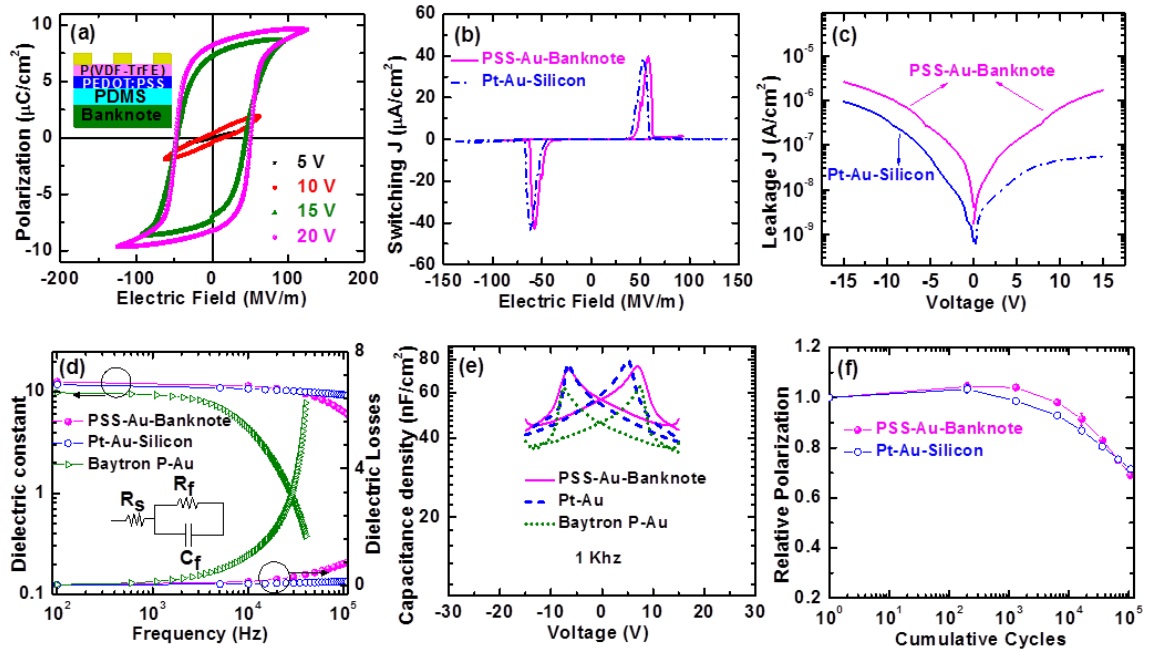 (a)
P(VDF-TrFE)
PEDOT:PSS
PDMS
Banknote
5 V
10 V
15 V
20 V
Polarization (μC/cm²)
10
5
0
-5
-10
-200 -100 0 100 200
Electric Field (MV/m)
(b)
PSS-Au-Banknote
Pt-Au-Silicon
Switching J (μA/cm²)
60
40
20
0
-20
-40
-60
-150 -100 -50 0 50 100 150
Electric Field (MV/m)
(c)
PSS-Au-Banknote
Pt-Au-Silicon
Leakage J (A/cm²)
10⁻⁵
10⁻⁶
10⁻⁷
10⁻⁸
10⁻⁹
-15 -10 -5 0 5 10 15
Voltage (V)
(d)
PSS-Au-Banknote
Pt-Au-Silicon
Baytron P-Au
Rs
Rf
Cf
Dielectric constant
10
1
0.1
10² 10³ 10⁴ 10⁵
Frequency (Hz)
8
6
4
2
0
Dielectric Losses
(e)
PSS-Au-Banknote
Pt-Au
Baytron P-Au
1 Khz
Capacitance density (nF/cm²)
80
60
40
20
-30 -15 0 15 30
Voltage (V)
(f)
PSS-Au-Banknote
Pt-Au-Silicon
Relative Polarization
1.2
1.0
0.8
0.6
0.4
0.2
0.0
10⁰ 10¹ 10² 10³ 10⁴ 10⁵
Cumulative Cycles